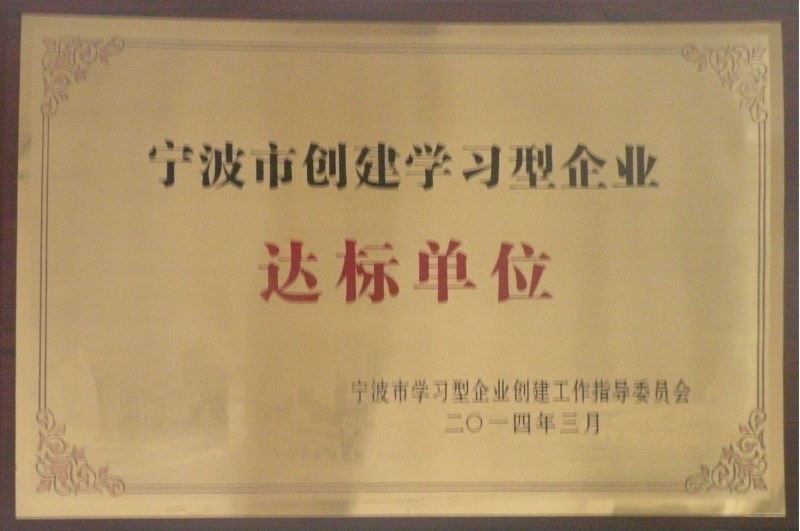 宁波市创建学习型企业
达标单位
宁波市学习型企业创建工作指导委员会
二〇一四年三月